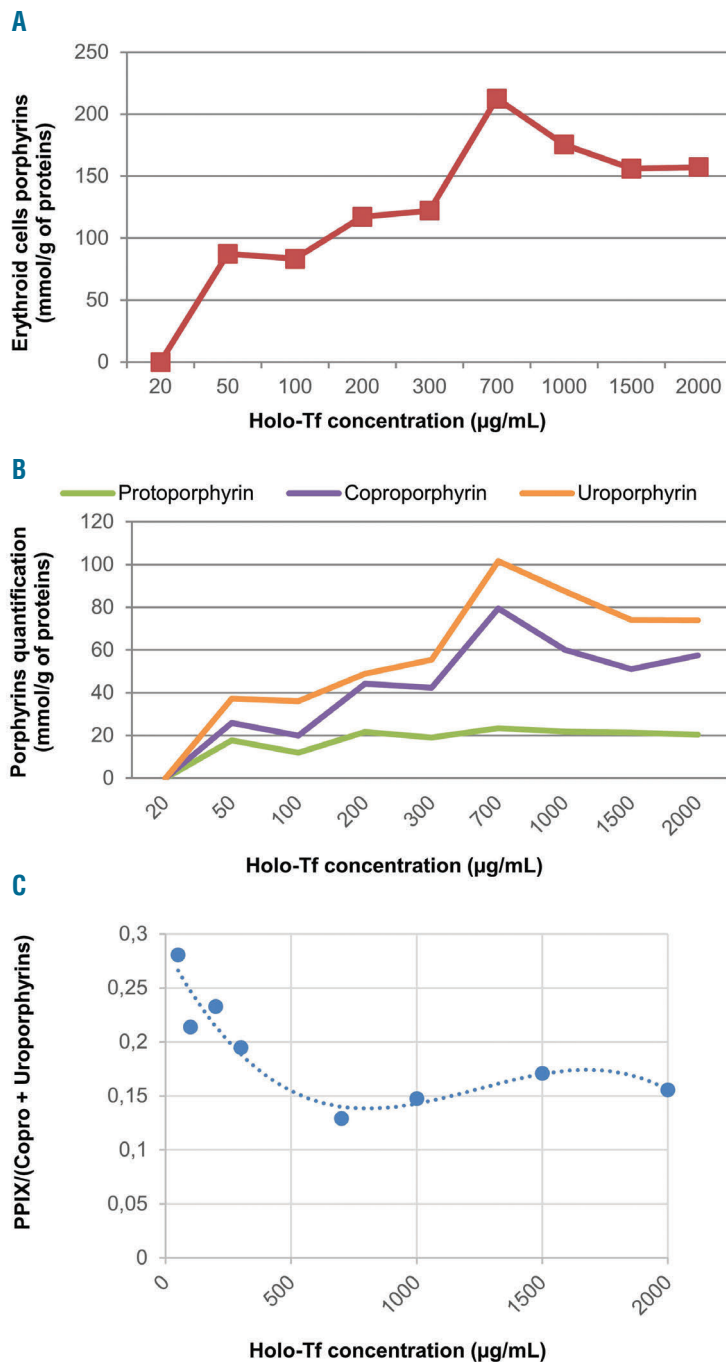 A
Erythroid cells porphyrins
(mmol/g of proteins)
250
200
150
100
50
0
20 50 100 200 300 700 1000 1500 2000
Holo-Tf concentration (µg/mL)
B
Protoporphyrin Coproporphyrin Uroporphyrin
Porphyrins quantification
(mmol/g of proteins)
120
100
80
60
40
20
0
20 50 100 200 300 700 1000 1500 2000
Holo-Tf concentration (µg/mL)
C
PPIX/(Copro + Uroporphyrins)
0,3
0,25
0,2
0,15
0,1
0,05
0
0 500 1000 1500 2000
Holo-Tf concentration (µg/mL)